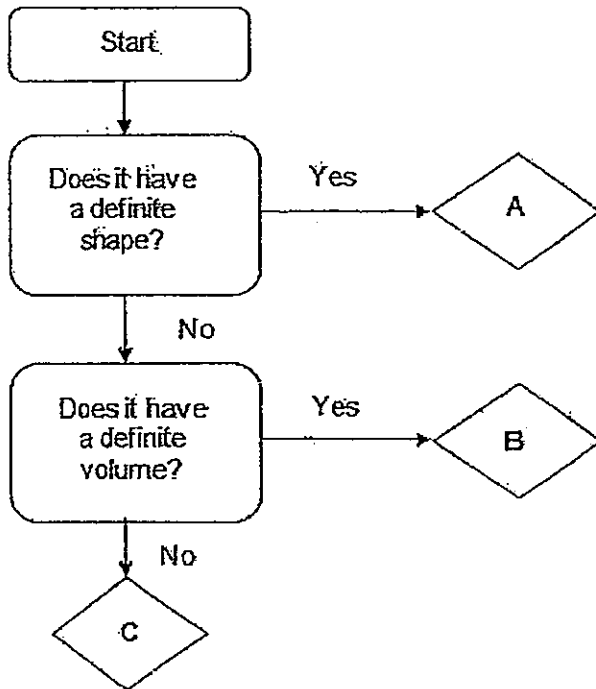 Start
Does it have
a definite
shape?
Yes
A
No
Does it have
a definite
volume?
Yes
B
No
C